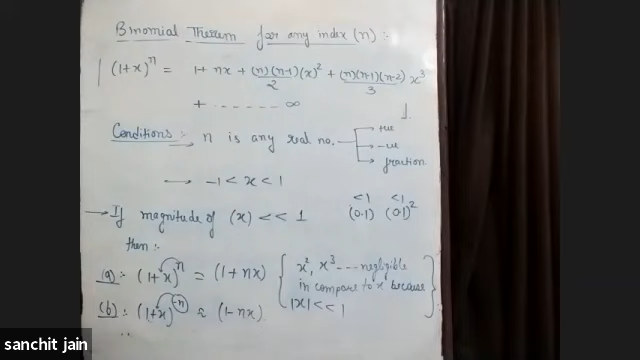 Binomial Theorem for any index (n) :-
(1+x)^n = 1 + nx + (n)(n-1)(x)^2/2 + (n)(n-1)(n-2)/3 x^3
+ - - - - - - ∞
Conditions :- n is any real no. +ve
-ve
fraction
→ -1 < x < 1
→ If magnitude of (x) << 1
<1 <1
(0.1) (0.1)^2
then :-
(a) :- (1+x)^n = (1+nx) { x^2, x^3 ---- negligible
in compare to x because
|x| << 1 }
(b) :- (1+x)^-n ≈ (1-nx)
sanchit jain